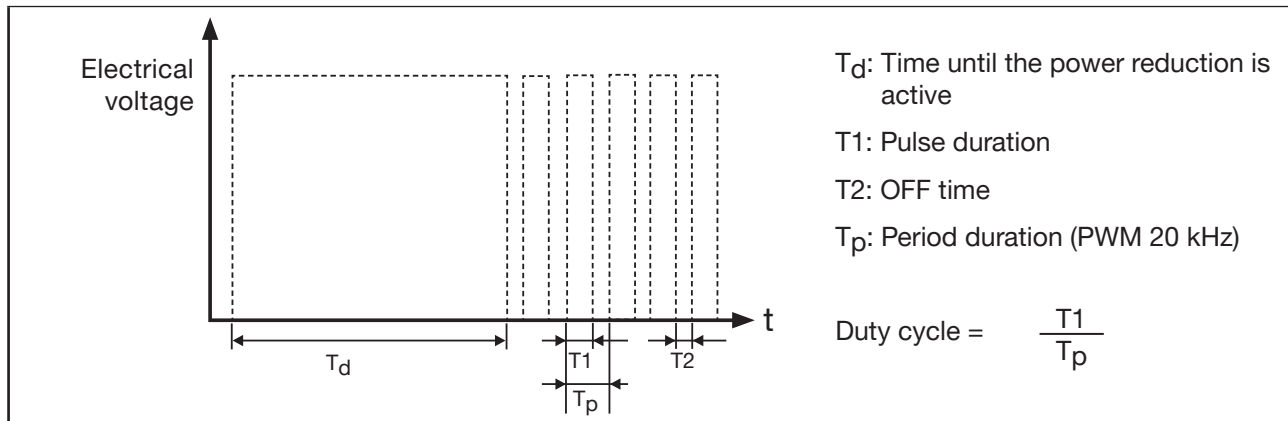 Electrical
voltage
t
Td
T1
T2
Tp
Td: Time until the power reduction is
active
T1: Pulse duration
T2: OFF time
Tp: Period duration (PWM 20 kHz)
Duty cycle = T1
Tp